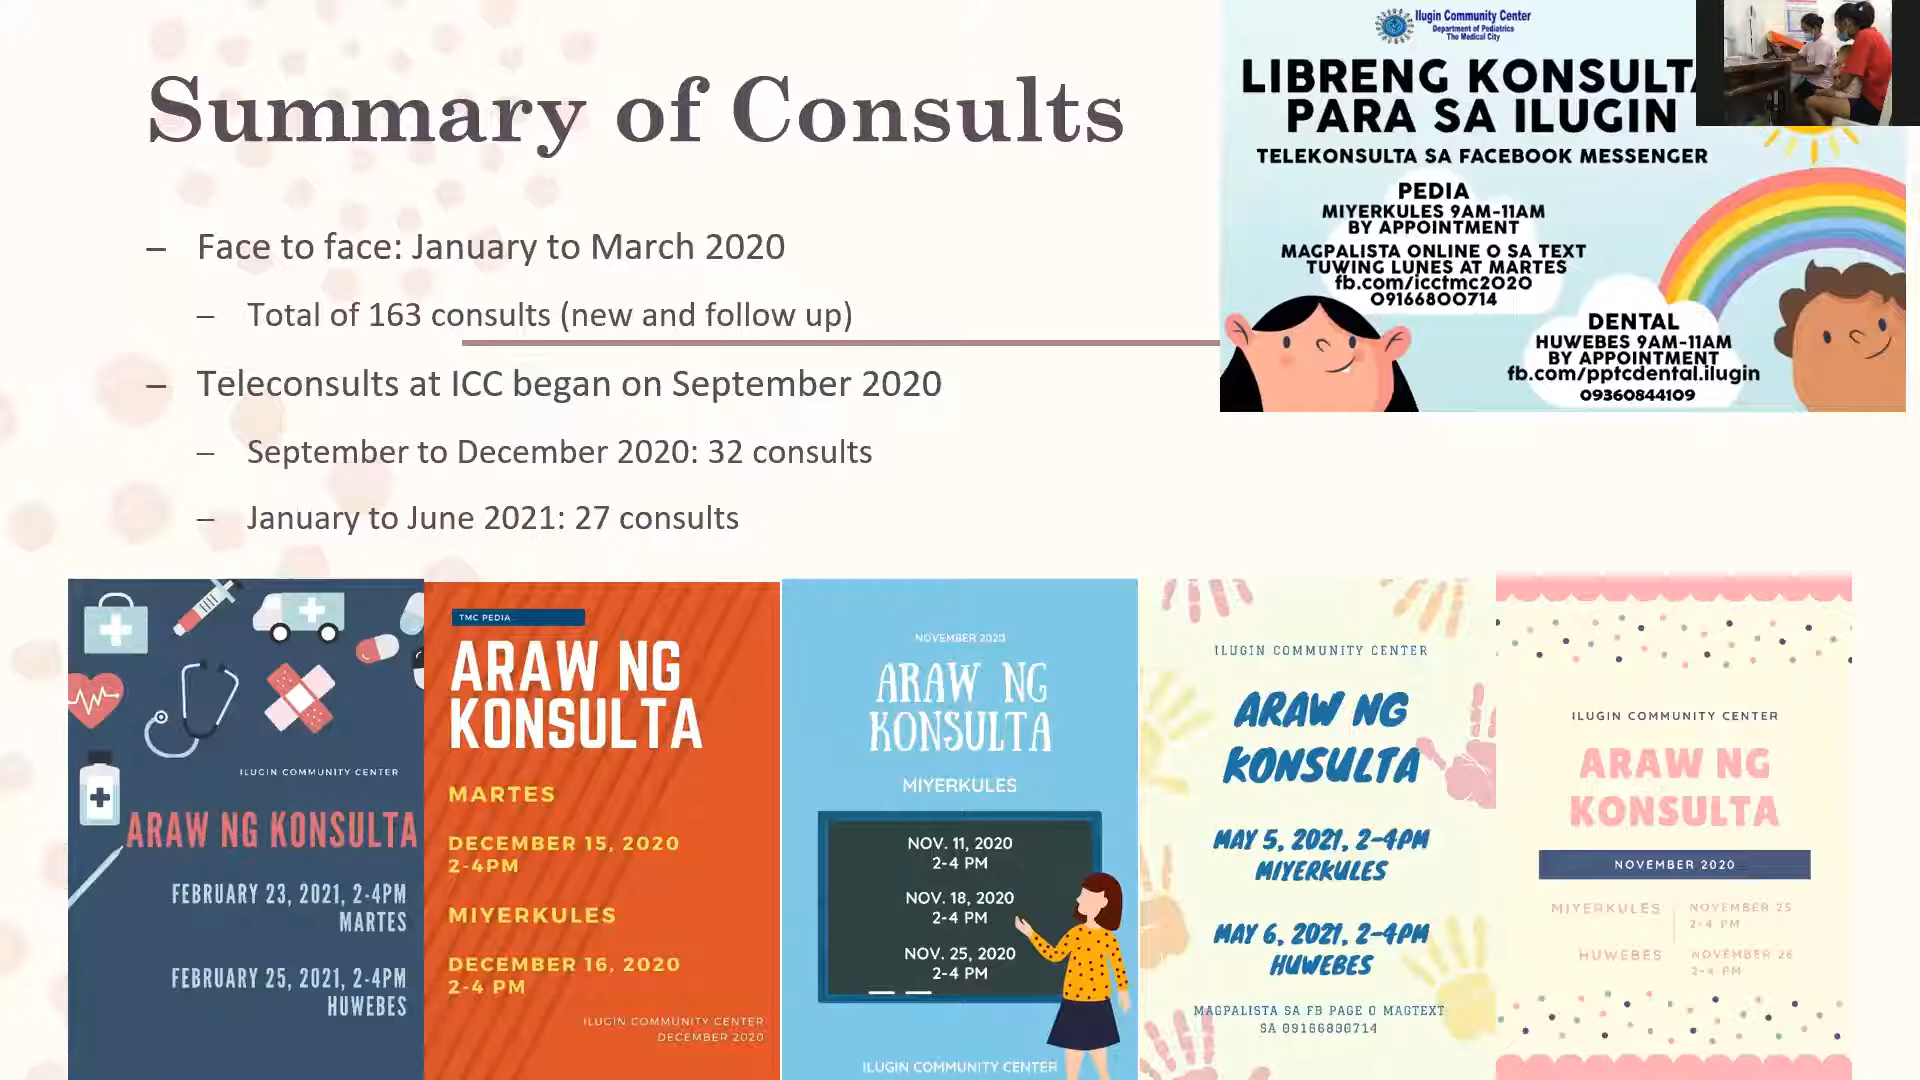 Summary of Consults
– Face to face: January to March 2020
– Total of 163 consults (new and follow up)
– Teleconsults at ICC began on September 2020
– September to December 2020: 32 consults
– January to June 2021: 27 consults
Ilugin Community Center
Department of Pediatrics
The Medical City
LIBRENG KONSULTA
PARA SA ILUGIN
TELEKONSULTA SA FACEBOOK MESSENGER
PEDIA
MIYERKULES 9AM-11AM
BY APPOINTMENT
MAGPALISTA ONLINE O SA TEXT
TUWING LUNES AT MARTES
fb.com/icctmc2020
09166800714
DENTAL
HUWEBES 9AM-11AM
BY APPOINTMENT
fb.com/ppfcdental.ilugin
09360844109
ILUGIN COMMUNITY CENTER
ARAW NG KONSULTA
FEBRUARY 23, 2021, 2-4PM
MARTES
FEBRUARY 25, 2021, 2-4PM
HUWEBES
TMC PEDIA
ARAW NG
KONSULTA
MARTES
DECEMBER 15, 2020
2-4PM
MIYERKULES
DECEMBER 16, 2020
2-4 PM
ILUGIN COMMUNITY CENTER
DECEMBER 2020
NOVEMBER 2020
ARAW NG
KONSULTA
MIYERKULES
NOV. 11, 2020
2-4 PM
NOV. 18, 2020
2-4 PM
NOV. 25, 2020
2-4 PM
ILUGIN COMMUNITY CENTER
ILUGIN COMMUNITY CENTER
ARAW NG
KONSULTA
MAY 5, 2021, 2-4PM
MIYERKULES
MAY 6, 2021, 2-4PM
HUWEBES
MAGPALISTA SA FB PAGE O MAGTEXT
SA 09166800714
ILUGIN COMMUNITY CENTER
ARAW NG
KONSULTA
NOVEMBER 2020
MIYERKULES
NOVEMBER 25
2-4 PM
HUWEBES
NOVEMBER 26
2-4 PM